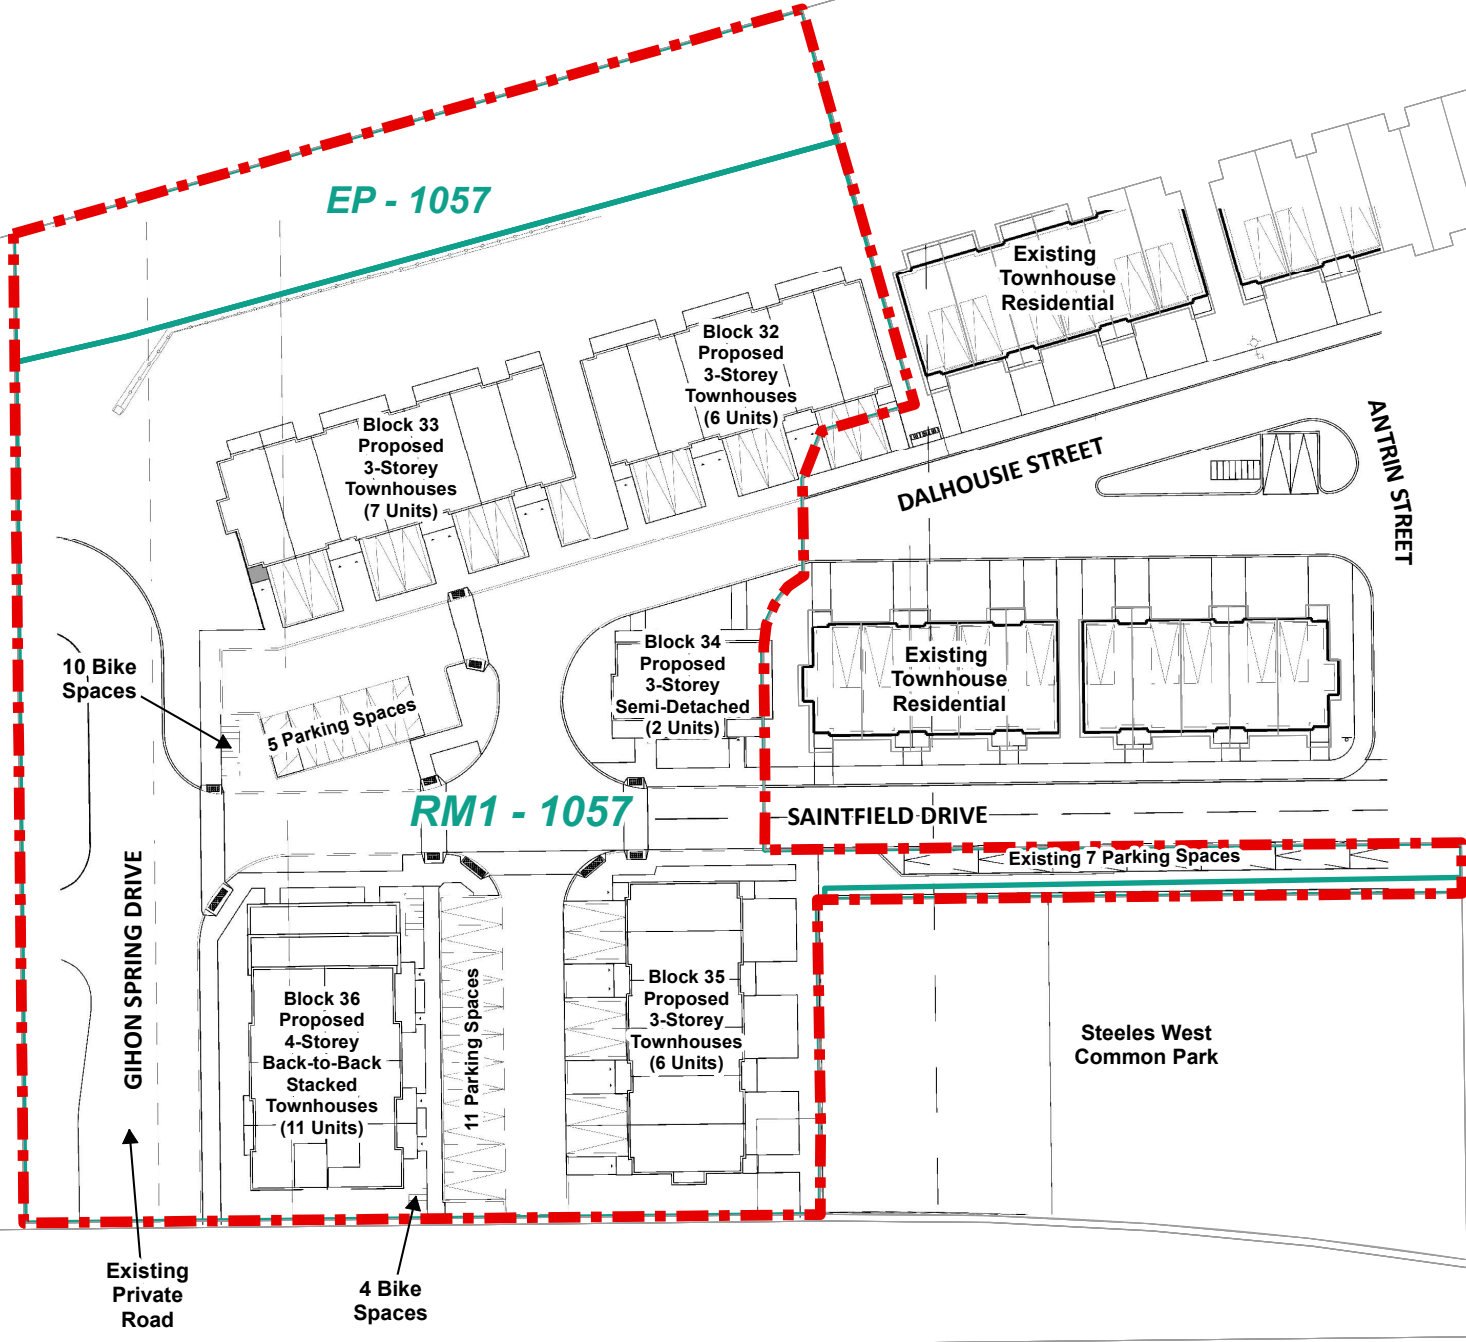 EP - 1057
Existing
Townhouse
Residential
Block 32
Proposed
3-Storey
Townhouses
(6 Units)
Block 33
Proposed
3-Storey
Townhouses
(7 Units)
DALHOUSIE STREET
ANTRIN STREET
10 Bike
Spaces
5 Parking Spaces
Block 34
Proposed
3-Storey
Semi-Detached
(2 Units)
Existing
Townhouse
Residential
RM1 - 1057
SAINTFIELD DRIVE
Existing 7 Parking Spaces
GIHON SPRING DRIVE
Block 36
Proposed
4-Storey
Back-to-Back
Stacked
Townhouses
(11 Units)
11 Parking Spaces
Block 35
Proposed
3-Storey
Townhouses
(6 Units)
Steeles West
Common Park
Existing
Private
Road
4 Bike
Spaces